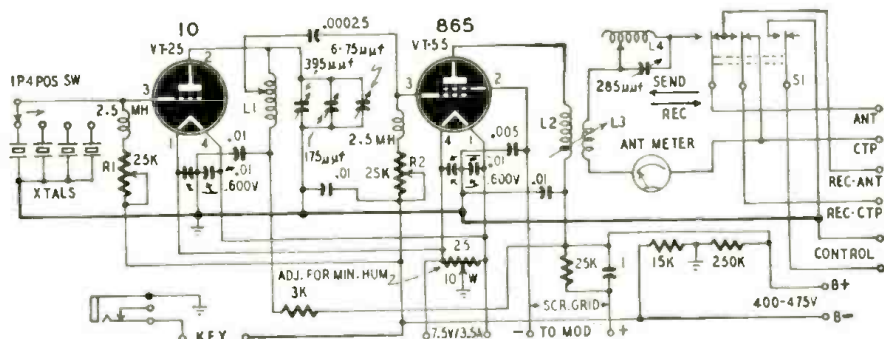 10
VT-25
865
VT-55
.00025
6-75µµf
395µµf
175µµf
1P4POS SW
2.5
MH
R1
25K
XTALS
3
2
1
4
.01
.01
.600V
L1
.01
2.5MH
R2
25K
3
2
4
1
.005
.01
.600V
.01
L2
L3
L4
285µµf
SEND
REC
ANT METER
S1
ANT
CTP
REC-ANT
REC-CTP
CONTROL
B+
400-475V
B-
15K
250K
25K
1
SCR.GRID
- TO MOD +
25
10
W
ADJ.FOR MIN.HUM
3K
7.5V/3.5A
KEY